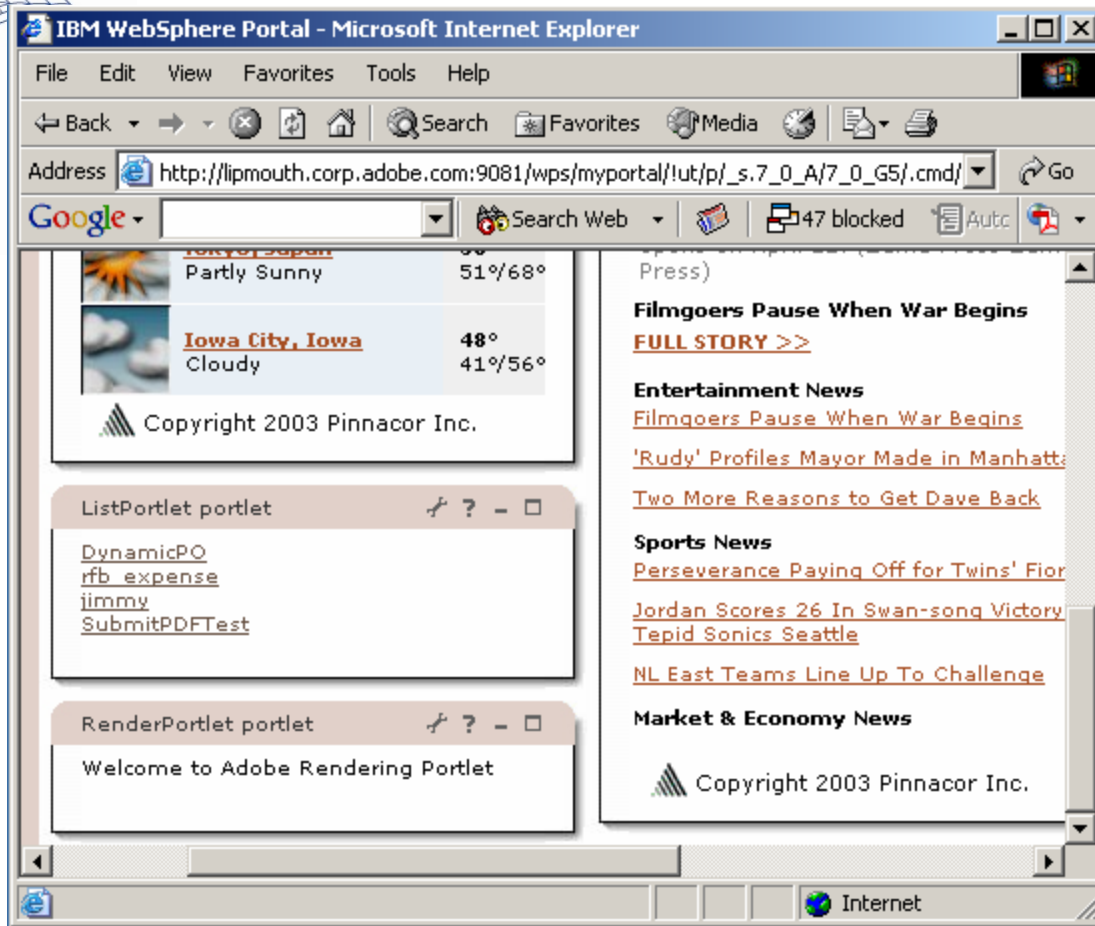 IBM WebSphere Portal - Microsoft Internet Explorer
File Edit View Favorites Tools Help
Back Search Favorites Media
Address http://lipmouth.corp.adobe.com:9081/wps/myportal/!ut/p/_s.7_0_A/7_0_G5/.cmd/ Go
Google Search Web 47 blocked Auto
Tokyo, Japan
Partly Sunny 51°/68°
Iowa City, Iowa 48°
Cloudy 41°/56°
Copyright 2003 Pinnacor Inc.
ListPortlet portlet
DynamicPO
rfb_expense
jimmy
SubmitPDFTest
RenderPortlet portlet
Welcome to Adobe Rendering Portlet
Press)
Filmgoers Pause When War Begins
FULL STORY >>
Entertainment News
Filmgoers Pause When War Begins
'Rudy' Profiles Mayor Made in Manhatta
Two More Reasons to Get Dave Back
Sports News
Perseverance Paying Off for Twins' Fior
Jordan Scores 26 In Swan-song Victory
Tepid Sonics Seattle
NL East Teams Line Up To Challenge
Market & Economy News
Copyright 2003 Pinnacor Inc.
Internet